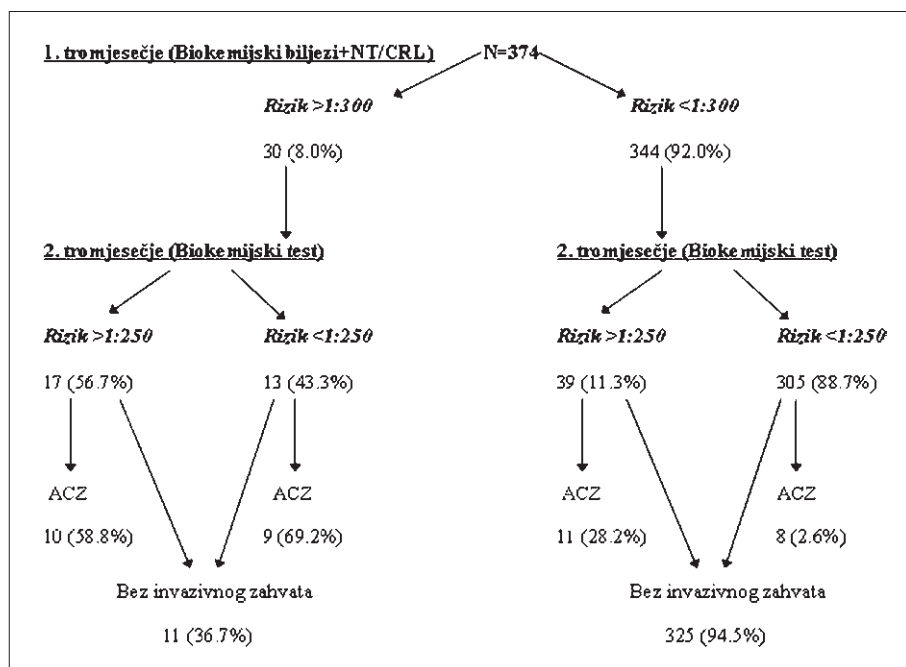 1. tromjesečje (Biokemijski biljezi+NT/CRL) N=374
Rizik >1:300 Rizik <1:300
30 (8.0%) 344 (92.0%)
2. tromjesečje (Biokemijski test) 2. tromjesečje (Biokemijski test)
Rizik >1:250 Rizik <1:250 Rizik >1:250 Rizik <1:250
17 (56.7%) 13 (43.3%) 39 (11.3%) 305 (88.7%)
ACZ ACZ ACZ ACZ
10 (58.8%) 9 (69.2%) 11 (28.2%) 8 (2.6%)
Bez invazivnog zahvata Bez invazivnog zahvata
11 (36.7%) 325 (94.5%)